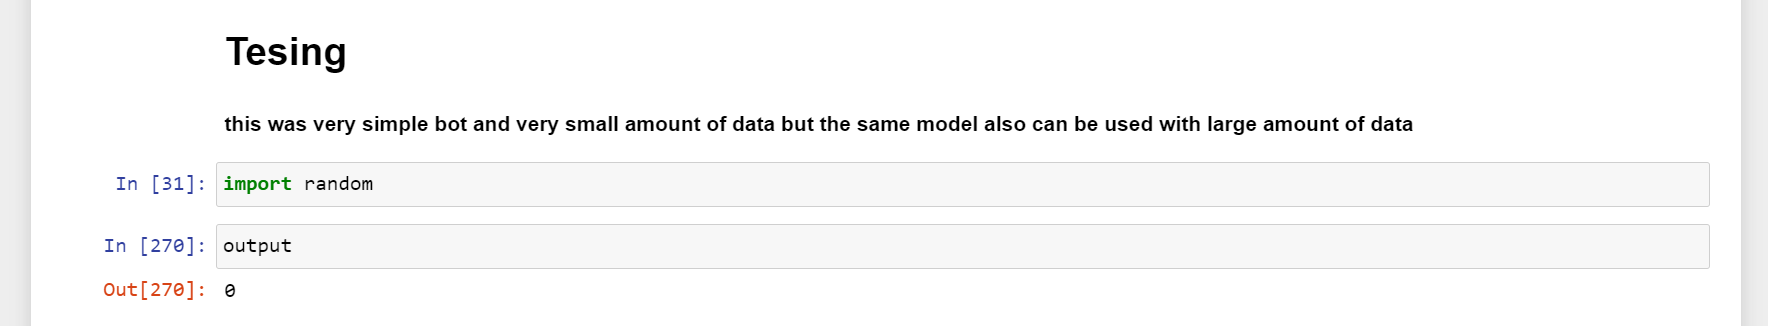 Tesing
this was very simple bot and very small amount of data but the same model also can be used with large amount of data
In [31]: import random
In [270]: output
Out[270]: 0